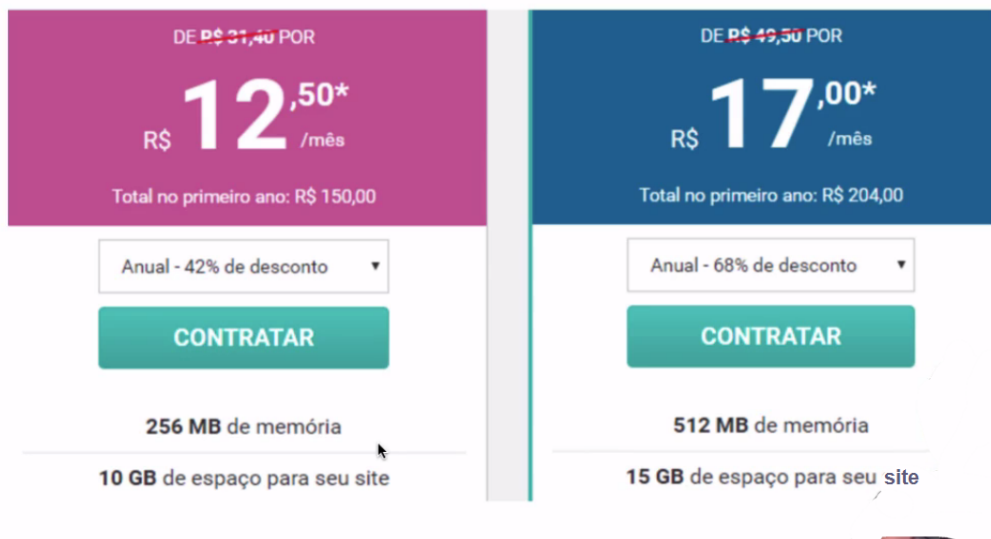 DE R$ 31,40 POR
R$ 12,50* /mês
Total no primeiro ano: R$ 150,00
Anual - 42% de desconto
CONTRATAR
256 MB de memória
10 GB de espaço para seu site
DE R$ 49,50 POR
R$ 17,00* /mês
Total no primeiro ano: R$ 204,00
Anual - 68% de desconto
CONTRATAR
512 MB de memória
15 GB de espaço para seu site